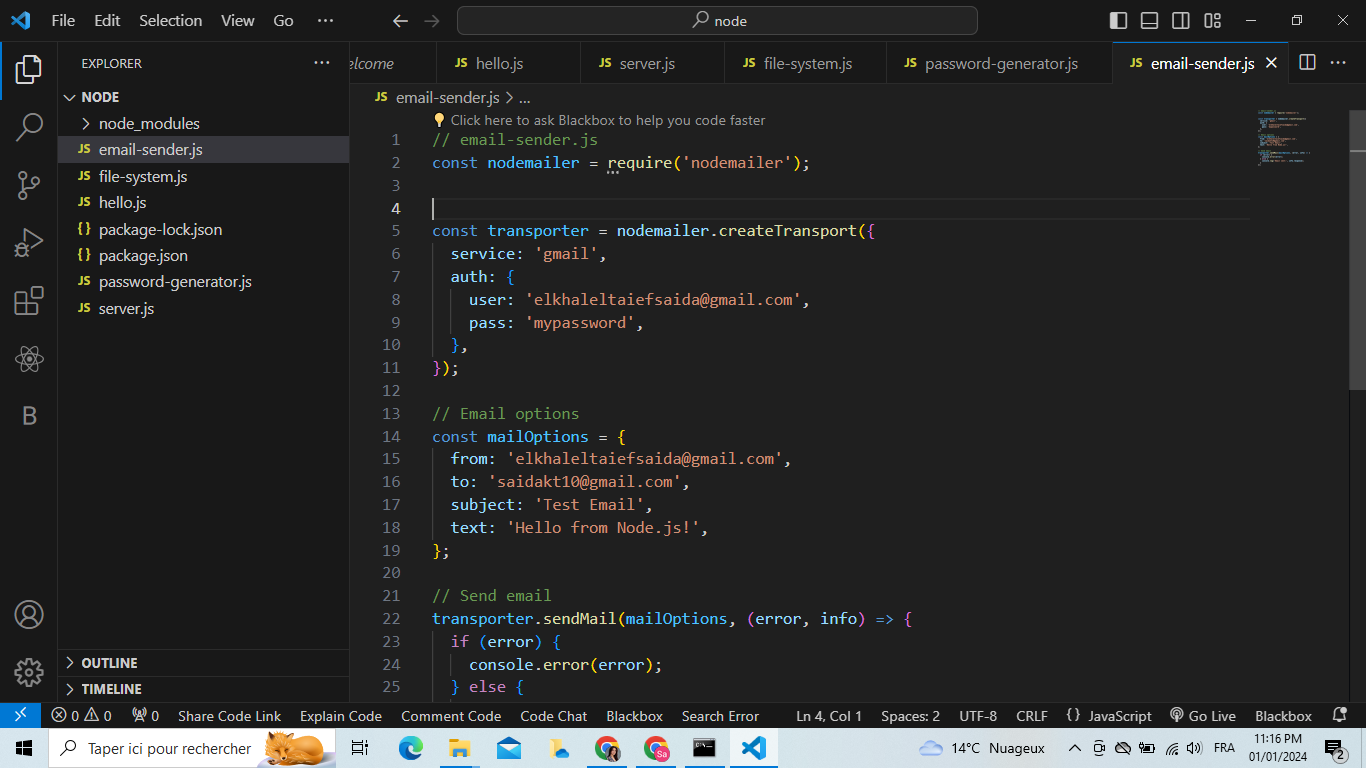 File Edit Selection View Go ··· node
EXPLORER ···
elcome JS hello.js JS server.js JS file-system.js JS password-generator.js JS email-sender.js
NODE
node_modules
JS email-sender.js
JS file-system.js
JS hello.js
{} package-lock.json
{} package.json
JS password-generator.js
JS server.js
OUTLINE
TIMELINE
B
JS email-sender.js > ...
Click here to ask Blackbox to help you code faster
1 // email-sender.js
2 const nodemailer = require('nodemailer');
3
4
5 const transporter = nodemailer.createTransport({
6 service: 'gmail',
7 auth: {
8 user: 'elkhaleltaiefsaida@gmail.com',
9 pass: 'mypassword',
10 },
11 });
12
13 // Email options
14 const mailOptions = {
15 from: 'elkhaleltaiefsaida@gmail.com',
16 to: 'saidakt10@gmail.com',
17 subject: 'Test Email',
18 text: 'Hello from Node.js!',
19 };
20
21 // Send email
22 transporter.sendMail(mailOptions, (error, info) => {
23 if (error) {
24 console.error(error);
25 } else {
0 0 0 Share Code Link Explain Code Comment Code Code Chat Blackbox Search Error Ln 4, Col 1 Spaces: 2 UTF-8 CRLF {} JavaScript Go Live Blackbox
Taper ici pour rechercher Sa 14°C Nuageux FRA 11:16 PM
01/01/2024 2